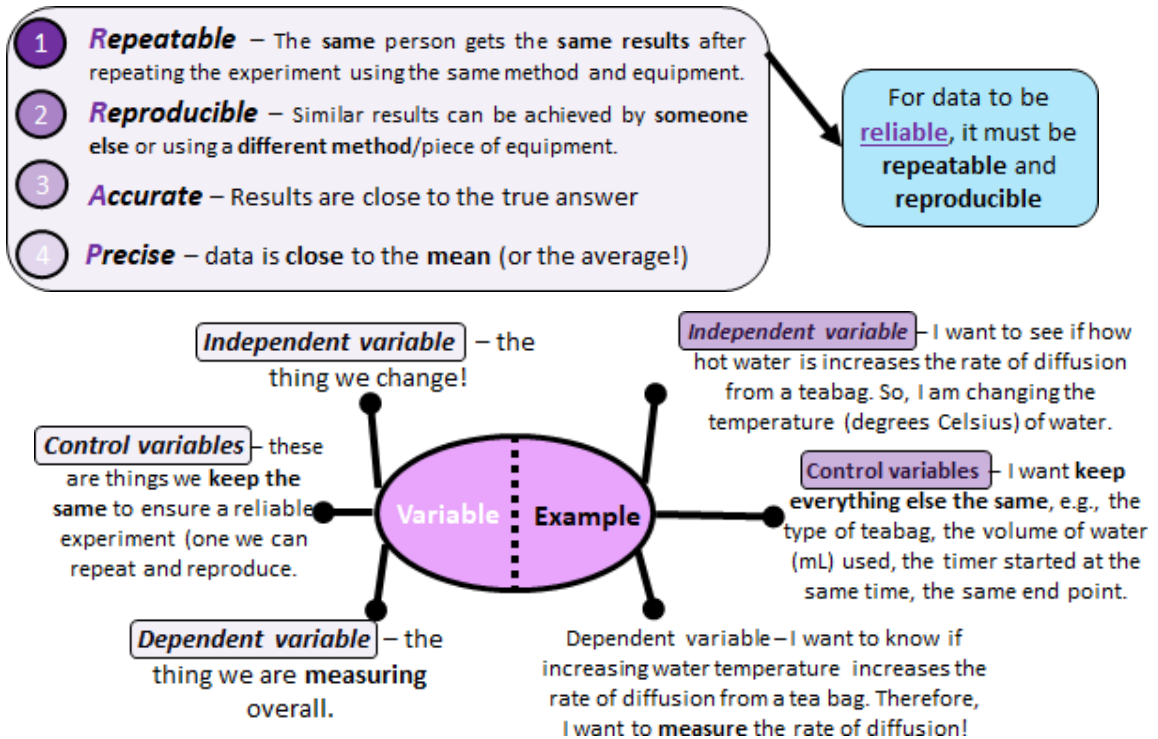 1
Repeatable – The same person gets the same results after
repeating the experiment using the same method and equipment.
2
Reproducible – Similar results can be achieved by someone
else or using a different method/piece of equipment.
3
Accurate – Results are close to the true answer
4
Precise – data is close to the mean (or the average!)
For data to be
reliable, it must be
repeatable and
reproducible
Independent variable – the
thing we change!
Control variables – these
are things we keep the
same to ensure a reliable
experiment (one we can
repeat and reproduce.
Dependent variable – the
thing we are measuring
overall.
Variable
Example
Independent variable – I want to see if how
hot water is increases the rate of diffusion
from a teabag. So, I am changing the
temperature (degrees Celsius) of water.
Control variables – I want keep
everything else the same, e.g., the
type of teabag, the volume of water
(mL) used, the timer started at the
same time, the same end point.
Dependent variable – I want to know if
increasing water temperature increases the
rate of diffusion from a tea bag. Therefore,
I want to measure the rate of diffusion!